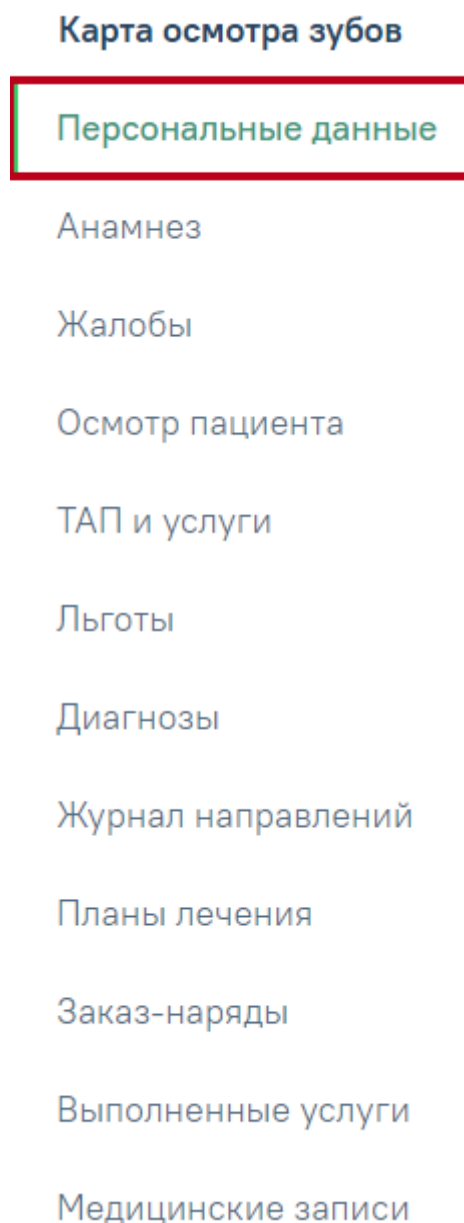 Карта осмотра зубов
Персональные данные
Анамнез
Жалобы
Осмотр пациента
ТАП и услуги
Льготы
Диагнозы
Журнал направлений
Планы лечения
Заказ-наряды
Выполненные услуги
Медицинские записи